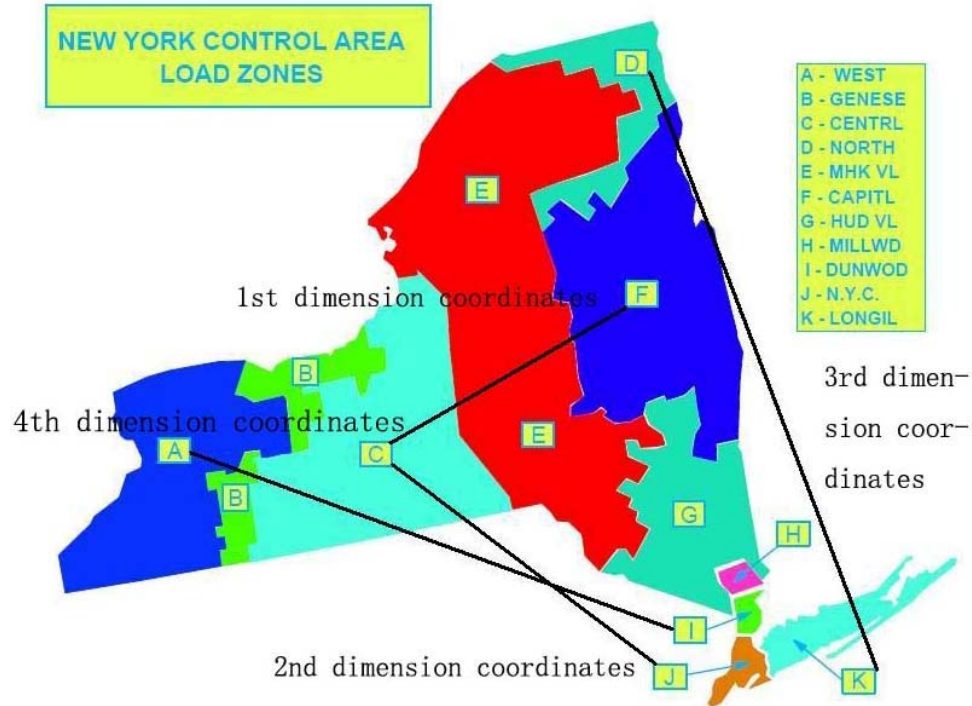 NEW YORK CONTROL AREA
LOAD ZONES
D
A - WEST
B - GENESE
C - CENTRL
D - NORTH
E - MHK VL
F - CAPITL
G - HUD VL
H - MILLWD
I - DUNWOD
J - N.Y.C.
K - LONGIL
E
1st dimension coordinates
F
B
3rd dimen-
sion coor-
dinates
4th dimension coordinates
A
C
E
B
G
H
I
2nd dimension coordinates
J
K